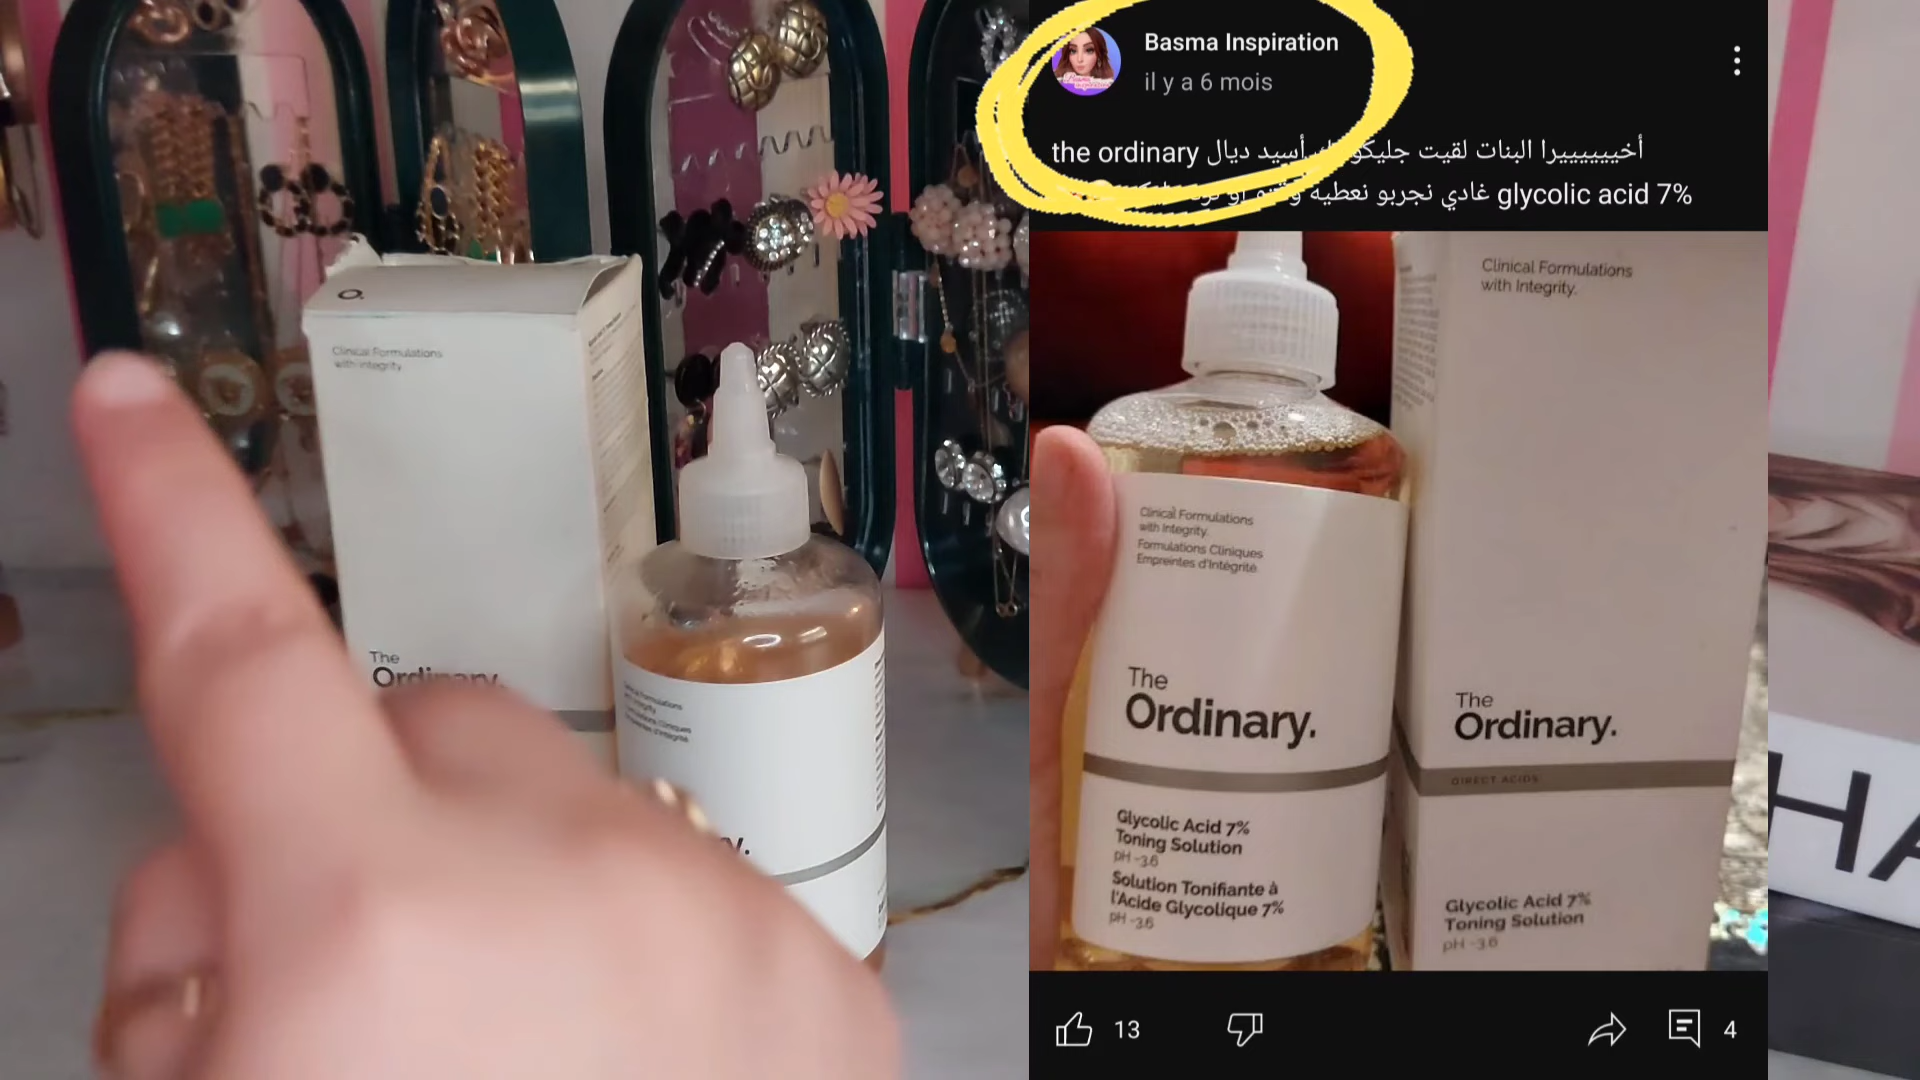 O.
Clinical Formulations
with Integrity
The
Ordinary.
Basma Inspiration
il y a 6 mois
أخييييييرا البنات لقيت أسيد ديال the ordinary
glycolic acid 7% غادي نجربو نعطيه
Clinical Formulations
with Integrity.
Formulations Cliniques
Empreintes d'Intégrité
The
Ordinary.
Glycolic Acid 7%
Toning Solution
pH ~3.6
Solution Tonifiante à
l'Acide Glycolique 7%
pH ~3.6
Clinical Formulations
with Integrity.
The
Ordinary.
DIRECT ACIDS
Glycolic Acid 7%
Toning Solution
pH ~3.6
13
4
HA